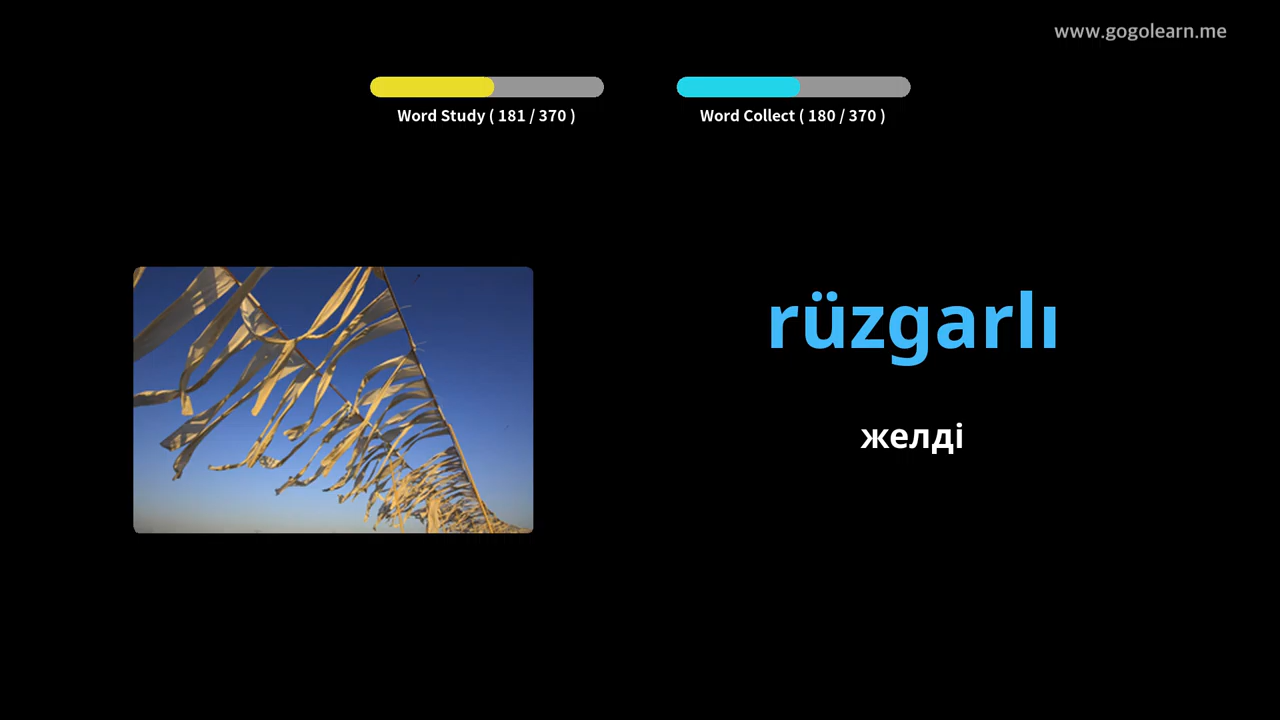 www.gogolearn.me
Word Study ( 181 / 370 )
Word Collect ( 180 / 370 )
rüzgarlı
желді